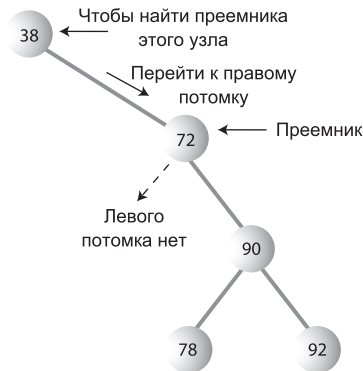 Чтобы найти преемника
этого узла
38
Перейти к правому
потомку
72
Преемник
Левого
потомка нет
90
78
92